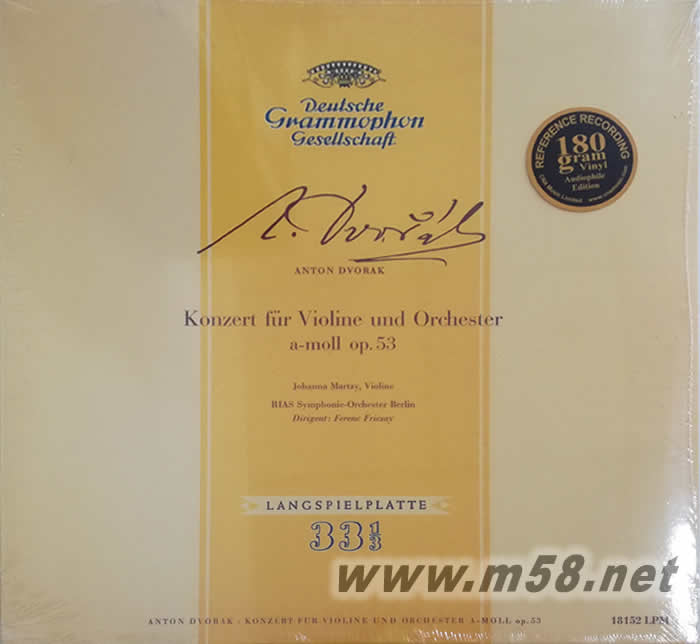 Deutsche
Grammophon
Gesellschaft
REFERENCE RECORDING
180
gram
Vinyl
Audiophile
Edition
www.
A. Dvořák
ANTON DVORAK
Konzert für Violine und Orchester
a-moll op. 53
Johanna Martzy, Violine
RIAS Symphonie-Orchester Berlin
Dirigent: Ferenc Fricsay
LANGSPIELPLATTE
33⅓
www.m58.net
ANTON DVORAK · KONZERT FÜR VIOLINE UND ORCHESTER A-MOLL op. 53
18152 LPM